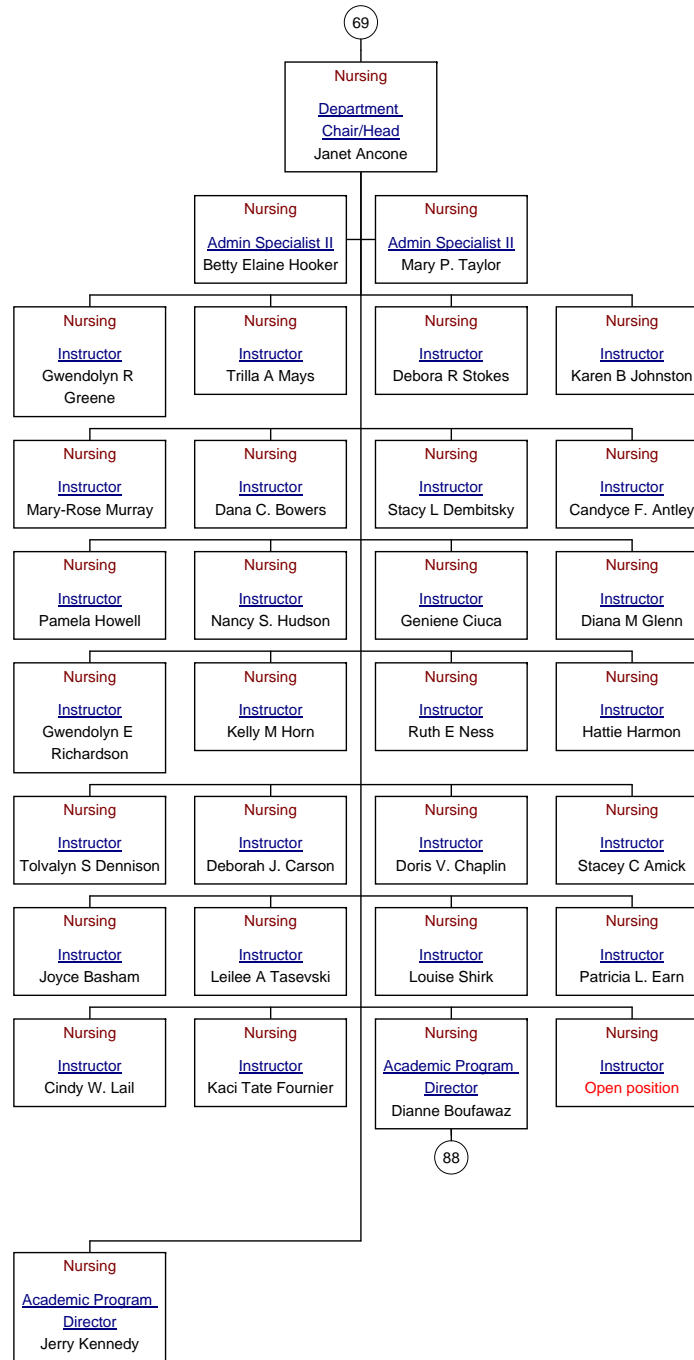 69
Nursing
Department
Chair/Head
Janet Ancone
Nursing
Admin Specialist II
Betty Elaine Hooker
Nursing
Admin Specialist II
Mary P. Taylor
Nursing
Instructor
Gwendolyn R
Greene
Nursing
Instructor
Trilla A Mays
Nursing
Instructor
Debora R Stokes
Nursing
Instructor
Karen B Johnston
Nursing
Instructor
Mary-Rose Murray
Nursing
Instructor
Dana C. Bowers
Nursing
Instructor
Stacy L Dembitsky
Nursing
Instructor
Candyce F. Antley
Nursing
Instructor
Pamela Howell
Nursing
Instructor
Nancy S. Hudson
Nursing
Instructor
Geniene Ciuca
Nursing
Instructor
Diana M Glenn
Nursing
Instructor
Gwendolyn E
Richardson
Nursing
Instructor
Kelly M Horn
Nursing
Instructor
Ruth E Ness
Nursing
Instructor
Hattie Harmon
Nursing
Instructor
Tolvalyn S Dennison
Nursing
Instructor
Deborah J. Carson
Nursing
Instructor
Doris V. Chaplin
Nursing
Instructor
Stacey C Amick
Nursing
Instructor
Joyce Basham
Nursing
Instructor
Leilee A Tasevski
Nursing
Instructor
Louise Shirk
Nursing
Instructor
Patricia L. Earn
Nursing
Instructor
Cindy W. Lail
Nursing
Instructor
Kaci Tate Fournier
Nursing
Academic Program
Director
Dianne Boufawaz
88
Nursing
Instructor
Open position
Nursing
Academic Program
Director
Jerry Kennedy